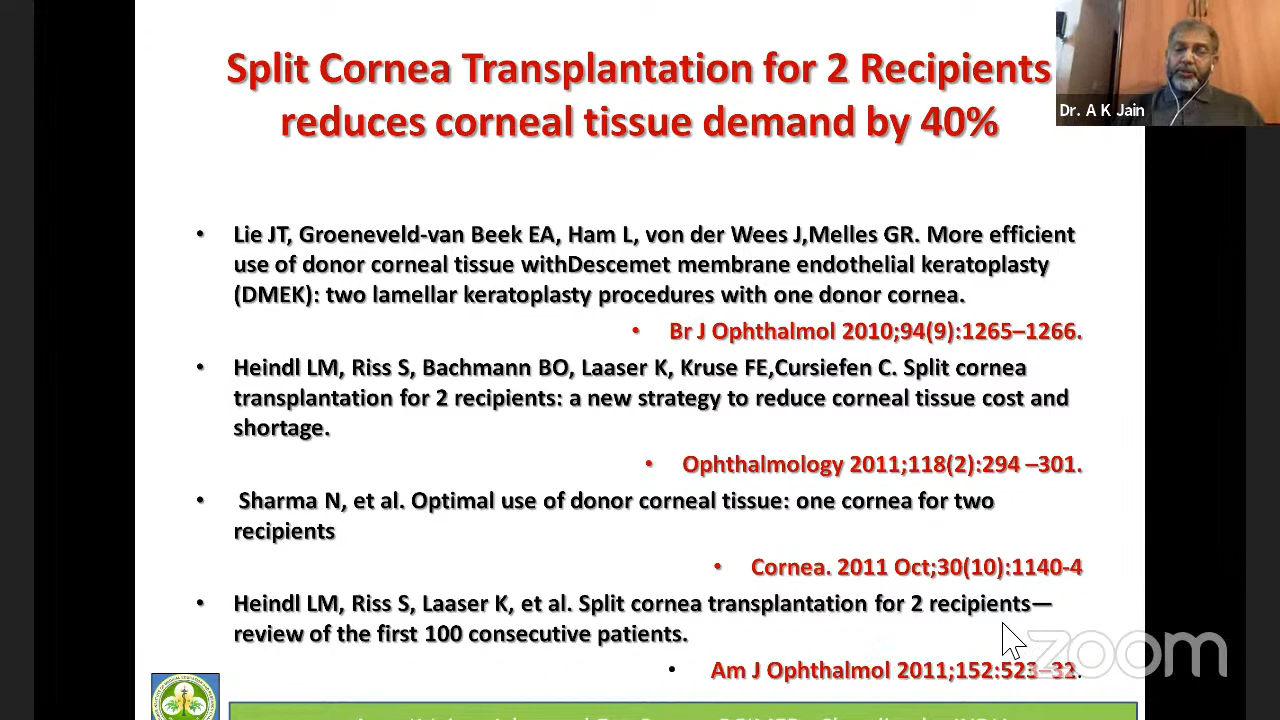 Split Cornea Transplantation for 2 Recipients
reduces corneal tissue demand by 40%
Dr. A K Jain
• Lie JT, Groeneveld-van Beek EA, Ham L, von der Wees J,Melles GR. More efficient
use of donor corneal tissue withDescemet membrane endothelial keratoplasty
(DMEK): two lamellar keratoplasty procedures with one donor cornea.
• Br J Ophthalmol 2010;94(9):1265–1266.
• Heindl LM, Riss S, Bachmann BO, Laaser K, Kruse FE,Cursiefen C. Split cornea
transplantation for 2 recipients: a new strategy to reduce corneal tissue cost and
shortage.
• Ophthalmology 2011;118(2):294 –301.
• Sharma N, et al. Optimal use of donor corneal tissue: one cornea for two
recipients
• Cornea. 2011 Oct;30(10):1140-4
• Heindl LM, Riss S, Laaser K, et al. Split cornea transplantation for 2 recipients—
review of the first 100 consecutive patients.
• Am J Ophthalmol 2011;152:523–32.
zoom